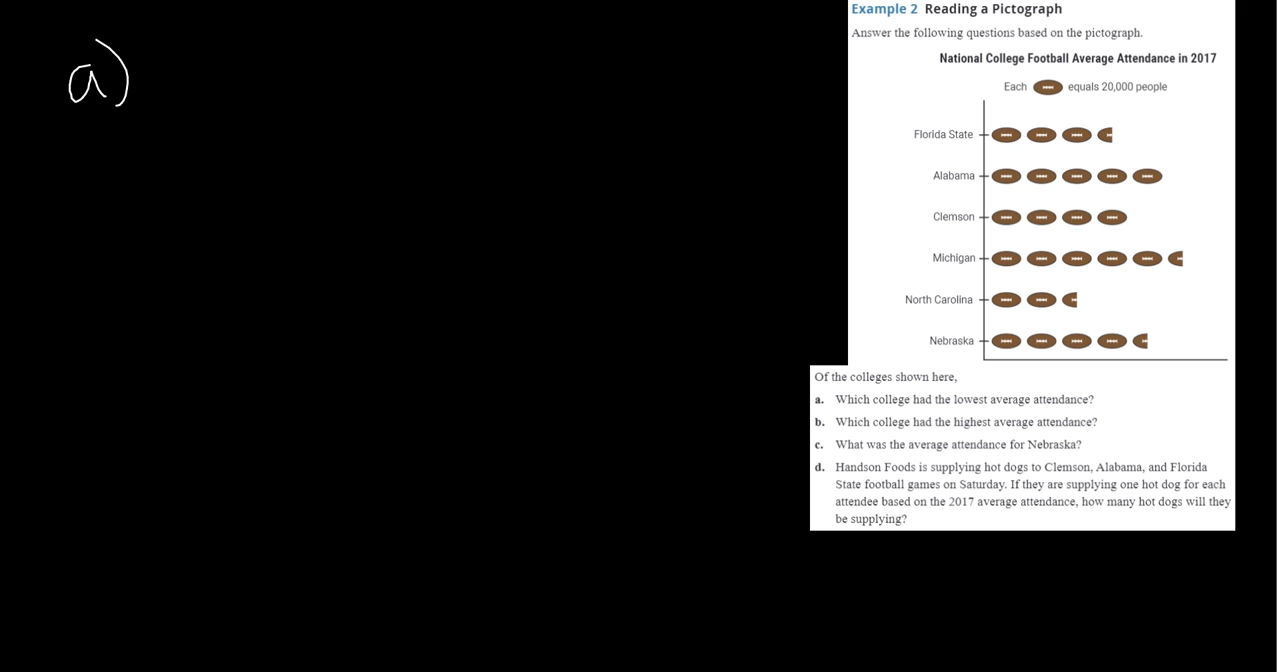 a)
Example 2 Reading a Pictograph
Answer the following questions based on the pictograph.
National College Football Average Attendance in 2017
Each equals 20,000 people
Florida State
Alabama
Clemson
Michigan
North Carolina
Nebraska
Of the colleges shown here,
a. Which college had the lowest average attendance?
b. Which college had the highest average attendance?
c. What was the average attendance for Nebraska?
d. Handson Foods is supplying hot dogs to Clemson, Alabama, and Florida
State football games on Saturday. If they are supplying one hot dog for each
attendee based on the 2017 average attendance, how many hot dogs will they
be supplying?